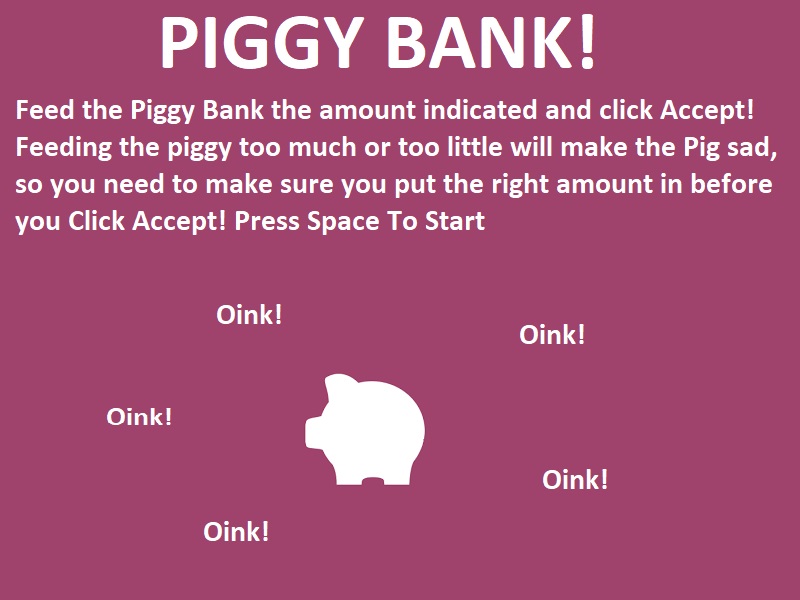 PIGGY BANK!
Feed the Piggy Bank the amount indicated and click Accept!
Feeding the piggy too much or too little will make the Pig sad,
so you need to make sure you put the right amount in before
you Click Accept! Press Space To Start
Oink!
Oink!
Oink!
Oink!
Oink!